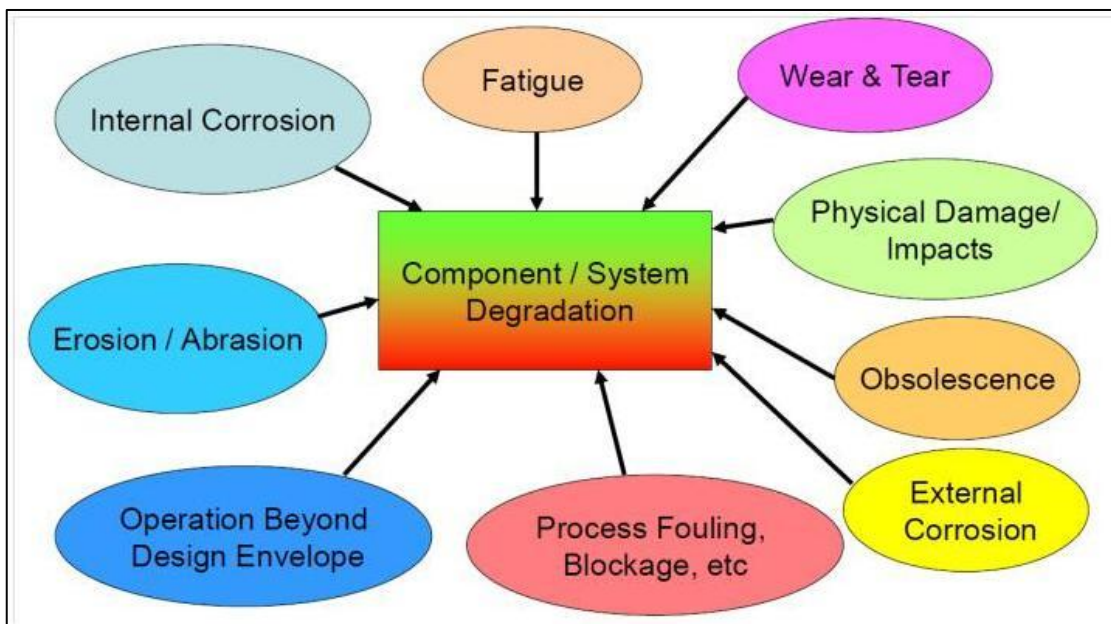 Internal Corrosion
Fatigue
Wear & Tear
Physical Damage/
Impacts
Component / System
Degradation
Erosion / Abrasion
Obsolescence
Operation Beyond
Design Envelope
Process Fouling,
Blockage, etc
External
Corrosion